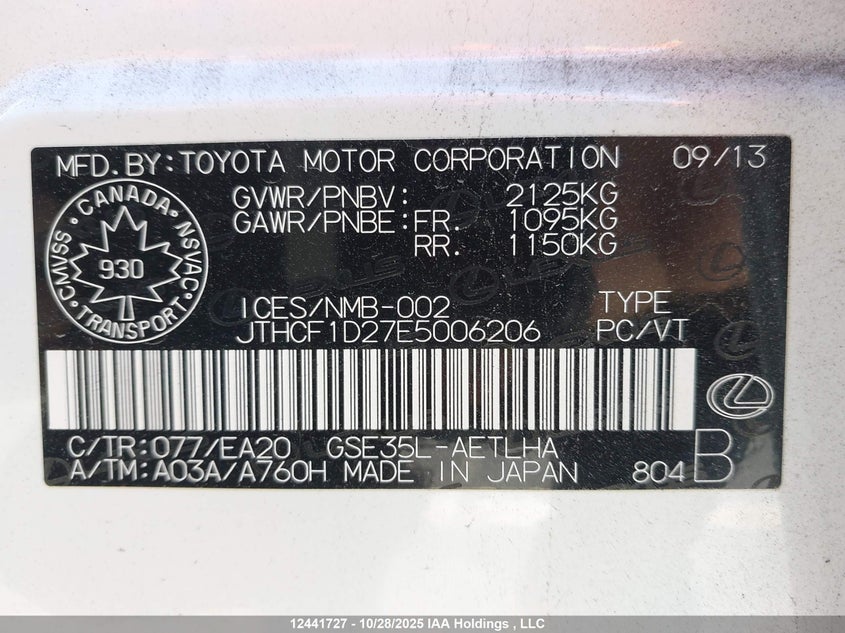 MFD.BY:TOYOTA MOTOR CORPORATION 09/13
GVWR/PNBV: 2125KG
GAWR/PNBE:FR. 1095KG
RR. 1150KG
CANADA
NSVAC
TRANSPORT
CMVSS
930
ICES/NMB-002 TYPE
JTHCF1D27E5006206 PC/VT
C/TR:077/EA20 GSE35L-AETLHA
A/TM:A03A/A760H MADE IN JAPAN 804 B
12441727 - 10/28/2025 IAA Holdings , LLC